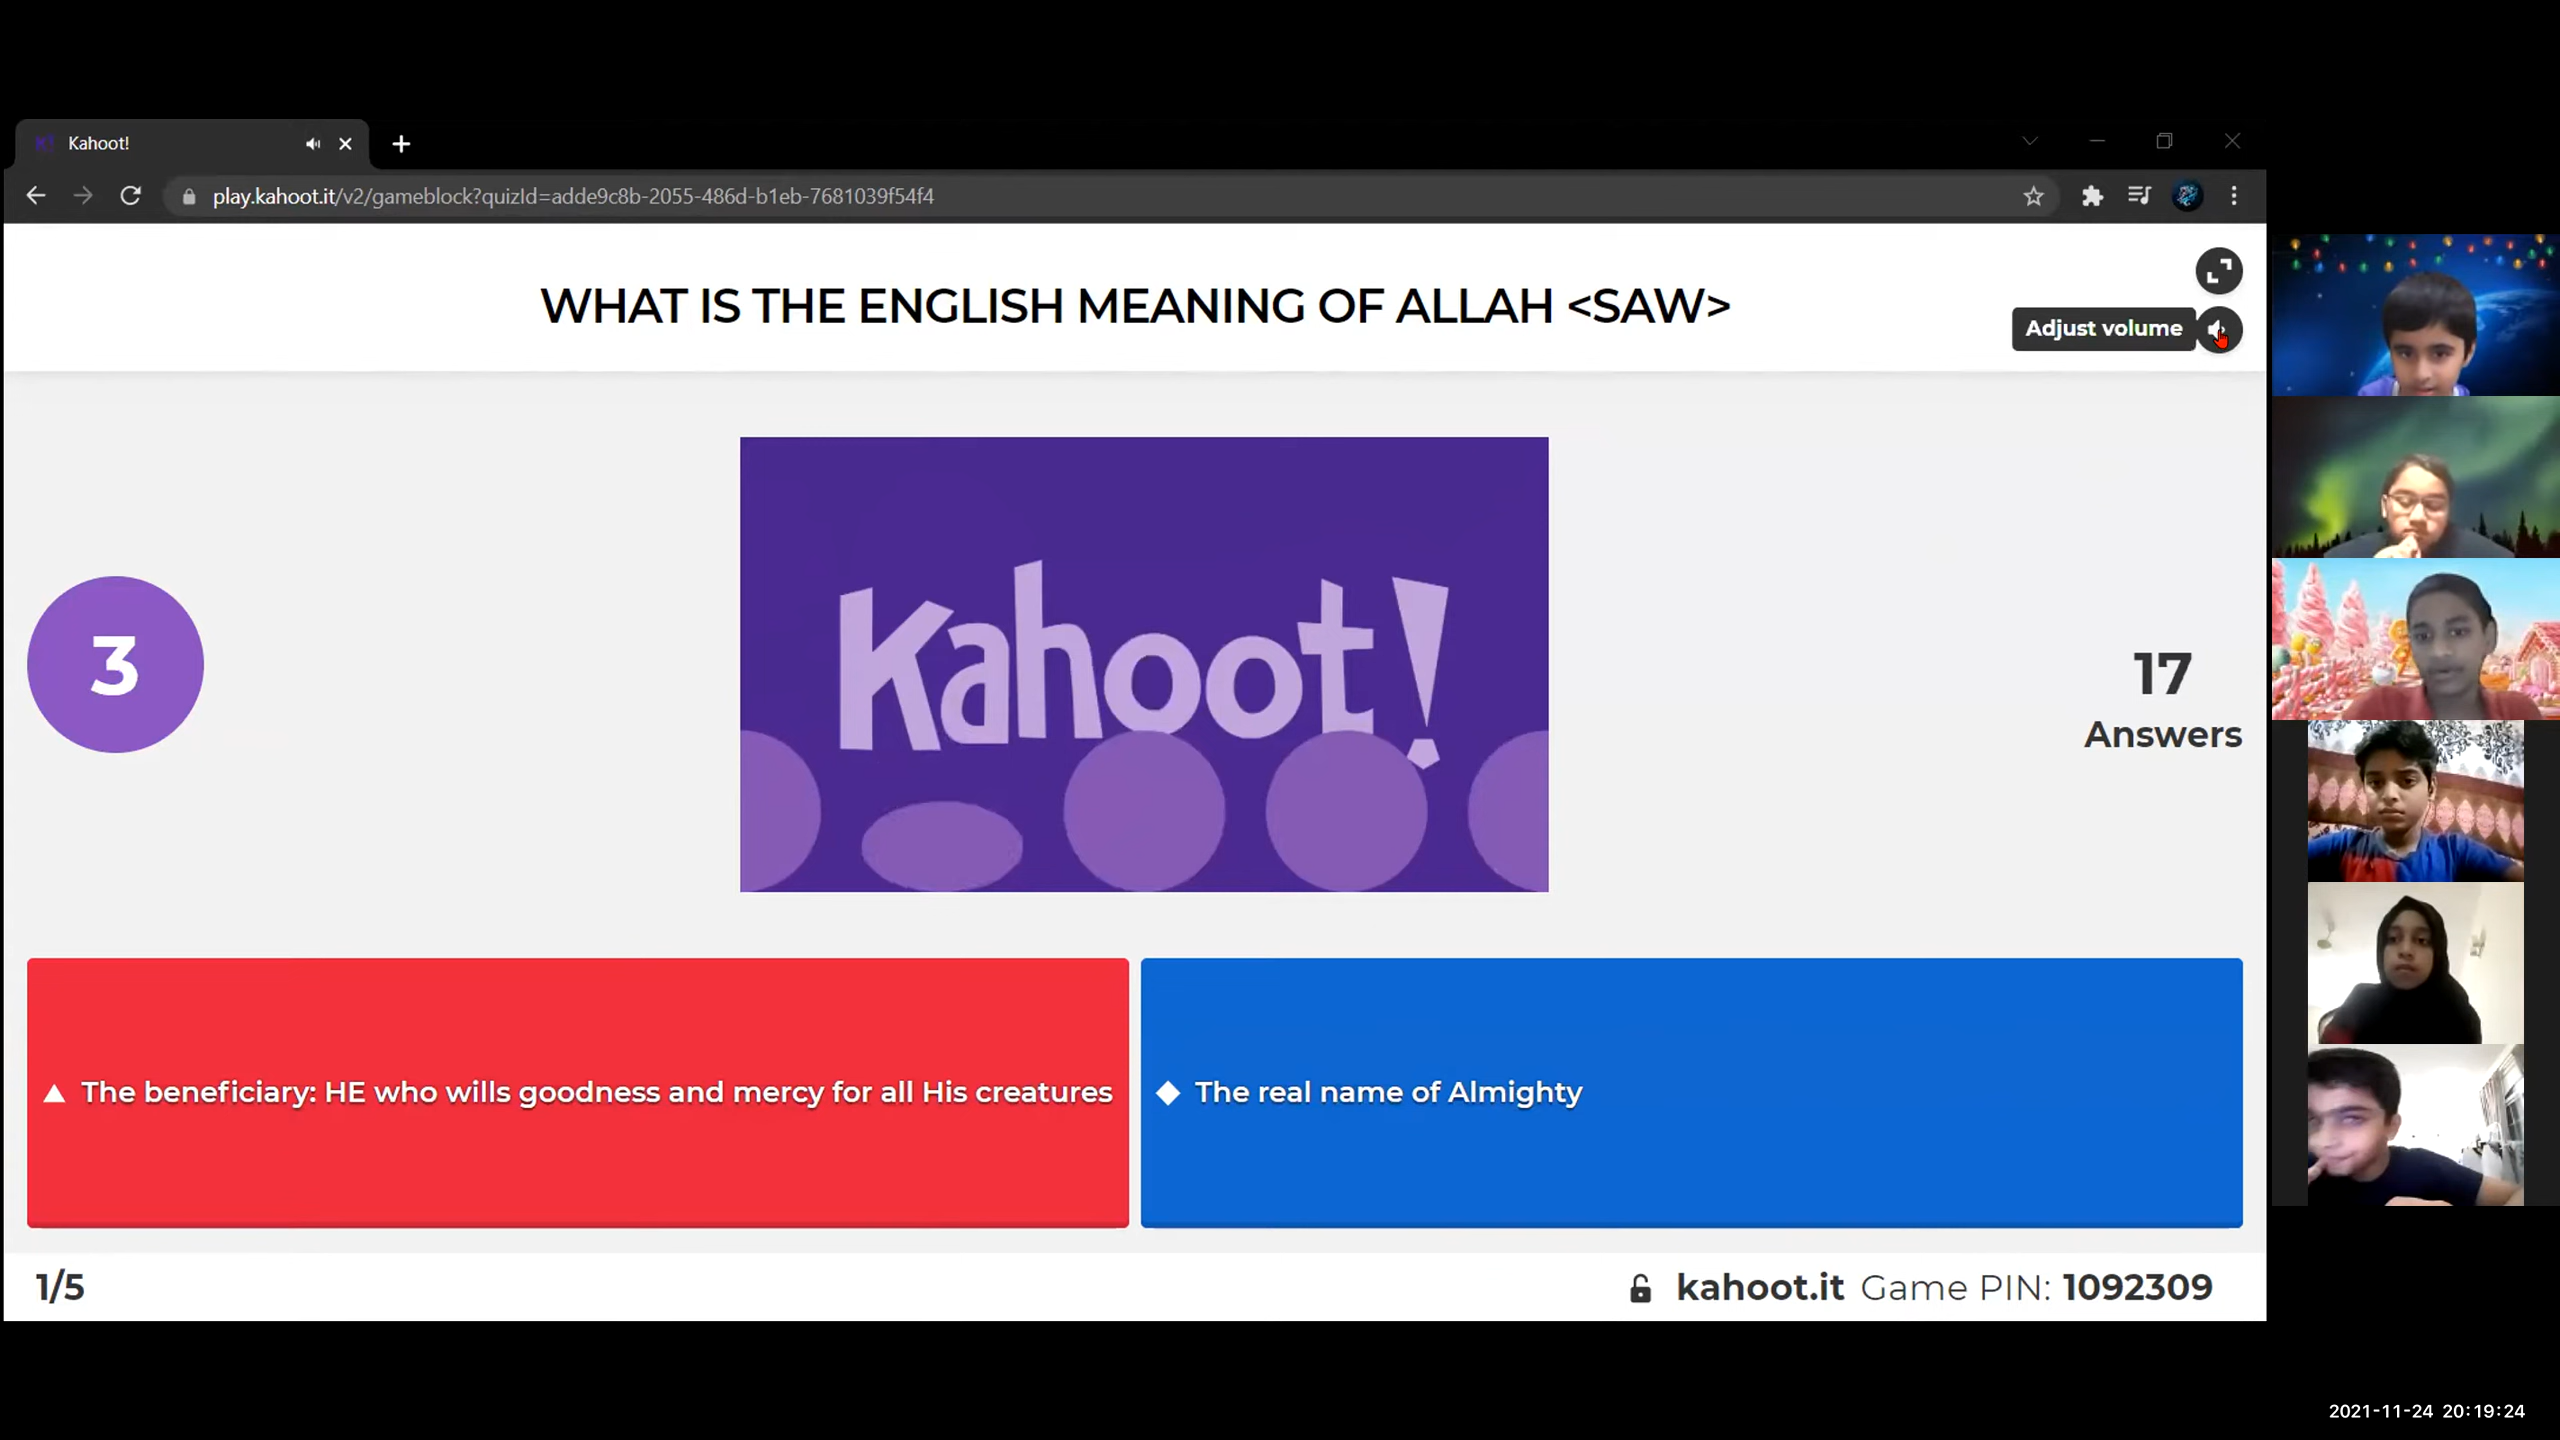 Kahoot!
play.kahoot.it/v2/gameblock?quizId=adde9c8b-2055-486d-b1eb-7681039f54f4
WHAT IS THE ENGLISH MEANING OF ALLAH <SAW>
Adjust volume
Kahoot!
3
17
Answers
The beneficiary: HE who wills goodness and mercy for all His creatures
The real name of Almighty
1/5
kahoot.it Game PIN: 1092309
2021-11-24 20:19:24